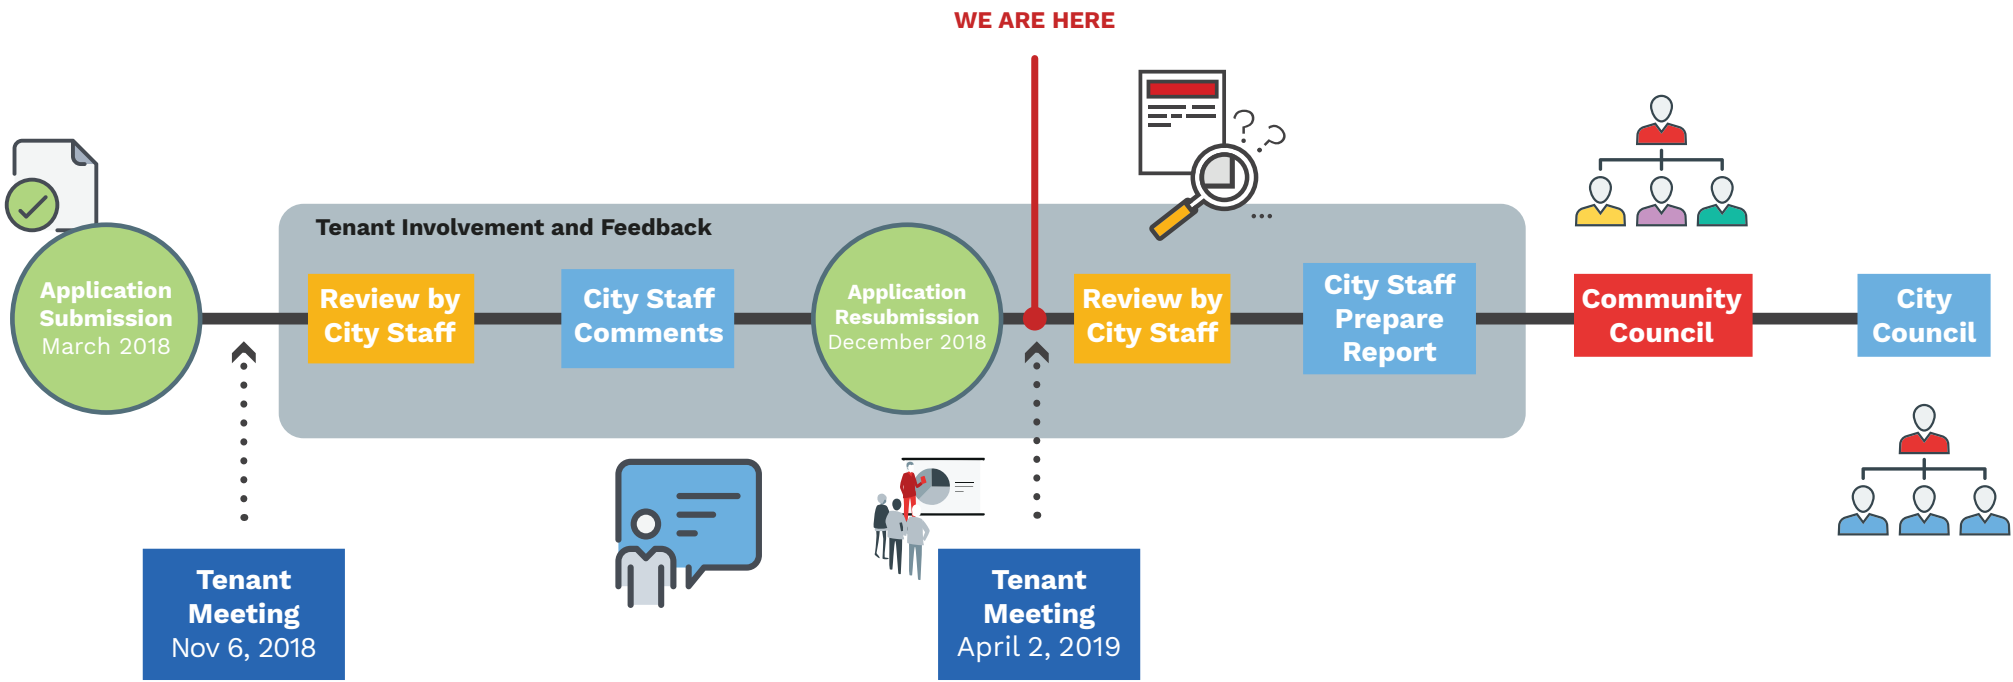 WE ARE HERE
Tenant Involvement and Feedback
Application
Submission
March 2018
Review by
City Staff
City Staff
Comments
Application
Resubmission
December 2018
Review by
City Staff
City Staff
Prepare
Report
Community
Council
City
Council
Tenant
Meeting
Nov 6, 2018
Tenant
Meeting
April 2, 2019